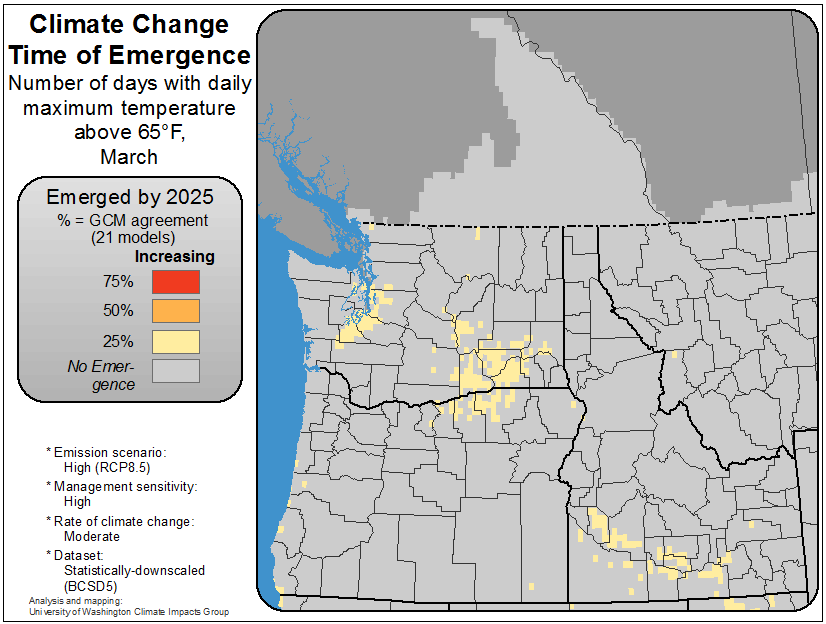 Climate Change
Time of Emergence
Number of days with daily
maximum temperature
above 65°F,
March
Emerged by 2025
% = GCM agreement
(21 models)
Increasing
75%
50%
25%
No Emer-
gence
* Emission scenario:
High (RCP8.5)
* Management sensitivity:
High
* Rate of climate change:
Moderate
* Dataset:
Statistically-downscaled
(BCSD5)
Analysis and mapping:
University of Washington Climate Impacts Group